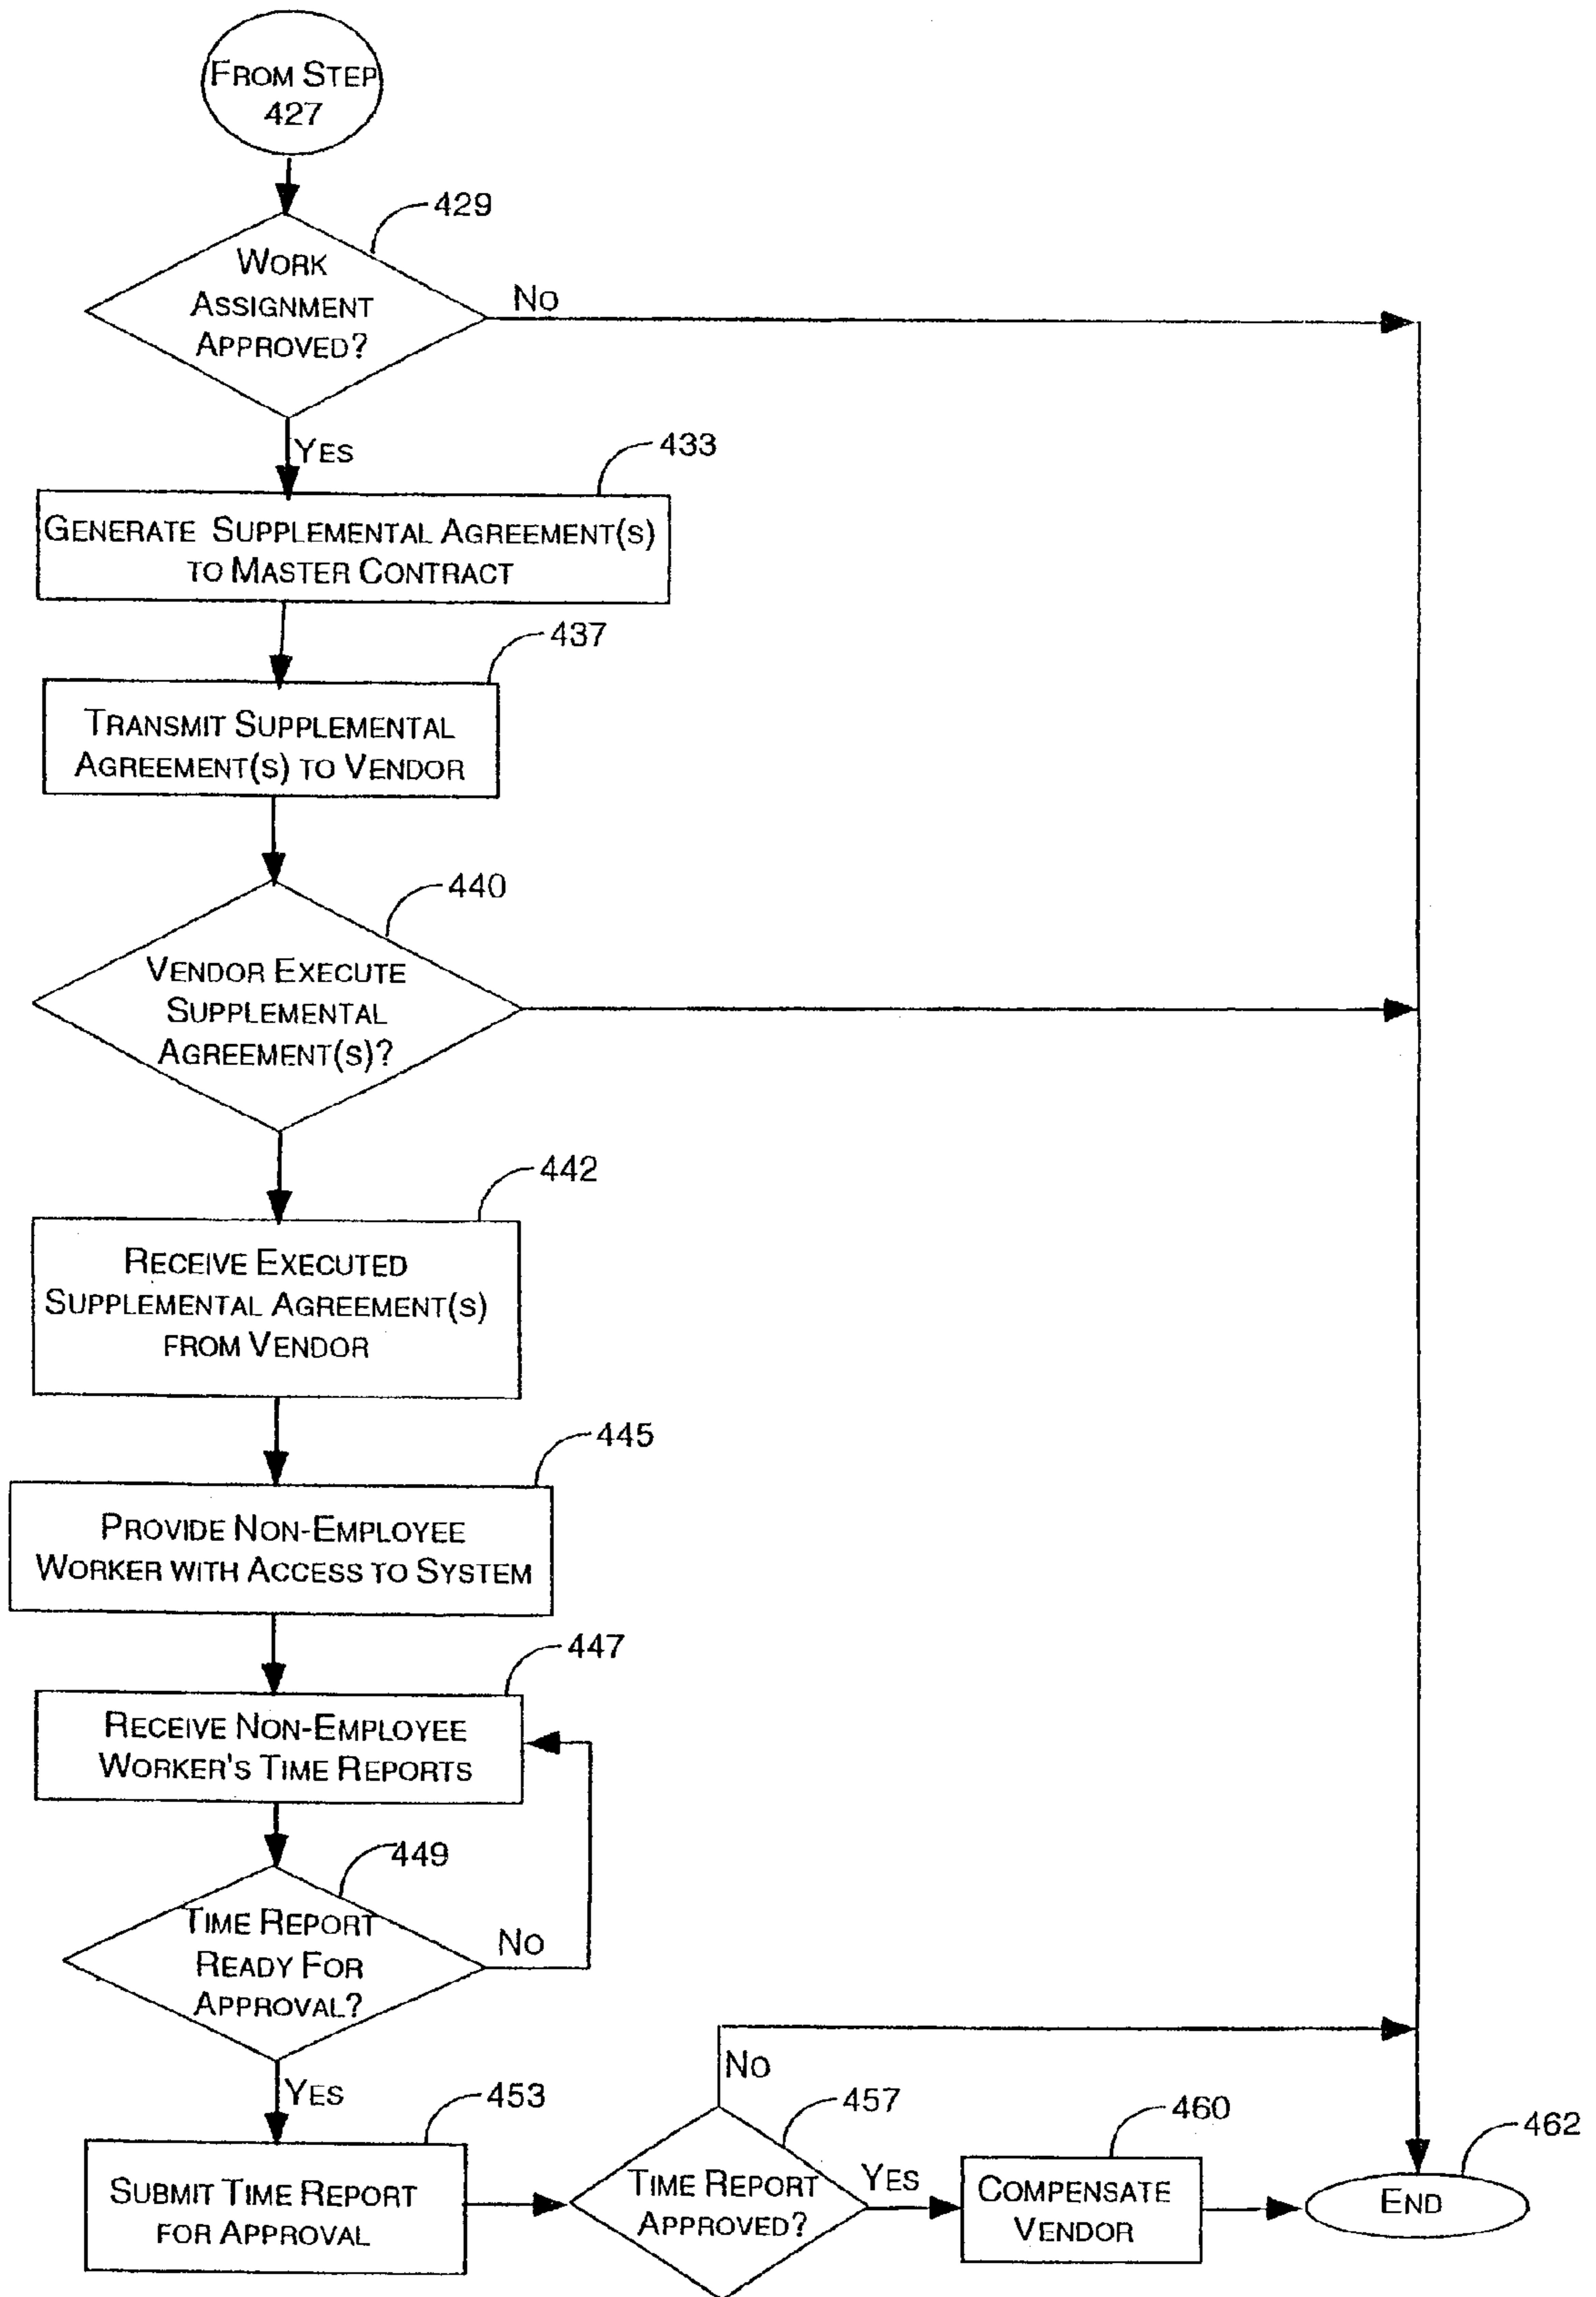 FROM STEP
427
429
WORK
ASSIGNMENT
APPROVED?
NO
YES
433
GENERATE SUPPLEMENTAL AGREEMENT(S)
TO MASTER CONTRACT
437
TRANSMIT SUPPLEMENTAL
AGREEMENT(S) TO VENDOR
440
VENDOR EXECUTE
SUPPLEMENTAL
AGREEMENT(S)?
442
RECEIVE EXECUTED
SUPPLEMENTAL AGREEMENT(S)
FROM VENDOR
445
PROVIDE NON-EMPLOYEE
WORKER WITH ACCESS TO SYSTEM
447
RECEIVE NON-EMPLOYEE
WORKER'S TIME REPORTS
449
TIME REPORT
READY FOR
APPROVAL?
NO
YES
453
SUBMIT TIME REPORT
FOR APPROVAL
NO
457
TIME REPORT
APPROVED?
YES
460
COMPENSATE
VENDOR
462
END